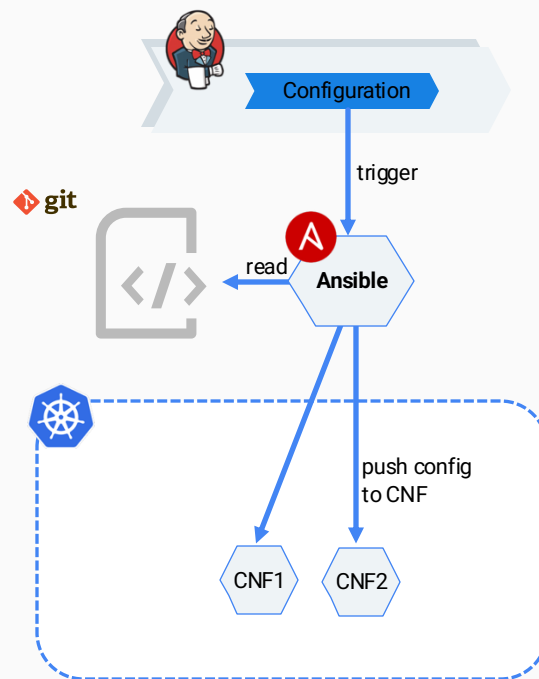 Configuration
trigger
git
read
Ansible
push config
to CNF
CNF1
CNF2